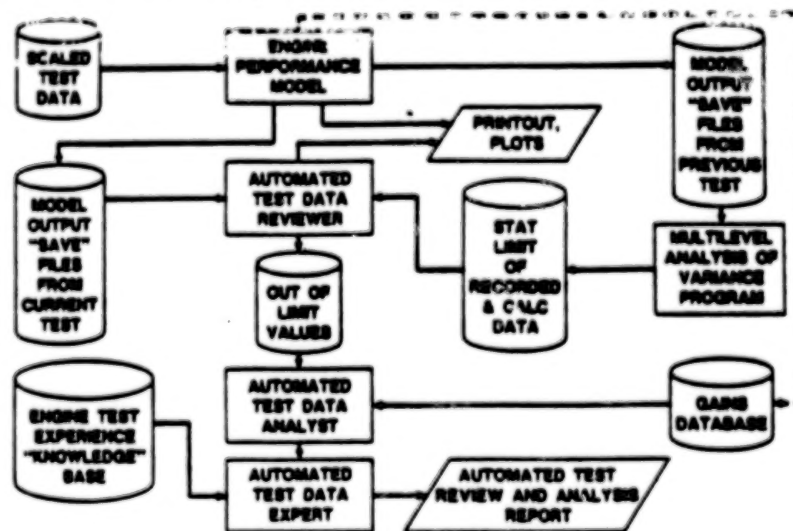 SCALED
TEST
DATA
ENGINE
PERFORMANCE
MODEL
MODEL
OUTPUT
"SAVE"
FILES
FROM
PREVIOUS
TEST
PRINTOUT,
PLOTS
MODEL
OUTPUT
"SAVE"
FILES
FROM
CURRENT
TEST
AUTOMATED
TEST DATA
REVIEWER
STAT
LIMIT
OF
RECORDED
& CALC
DATA
MULTILEVEL
ANALYSIS OF
VARIANCE
PROGRAM
OUT OF
LIMIT
VALUES
ENGINE TEST
EXPERIENCE
"KNOWLEDGE"
BASE
AUTOMATED
TEST DATA
ANALYST
GAINS
DATABASE
AUTOMATED
TEST DATA
EXPERT
AUTOMATED TEST
REVIEW AND ANALYSIS
REPORT